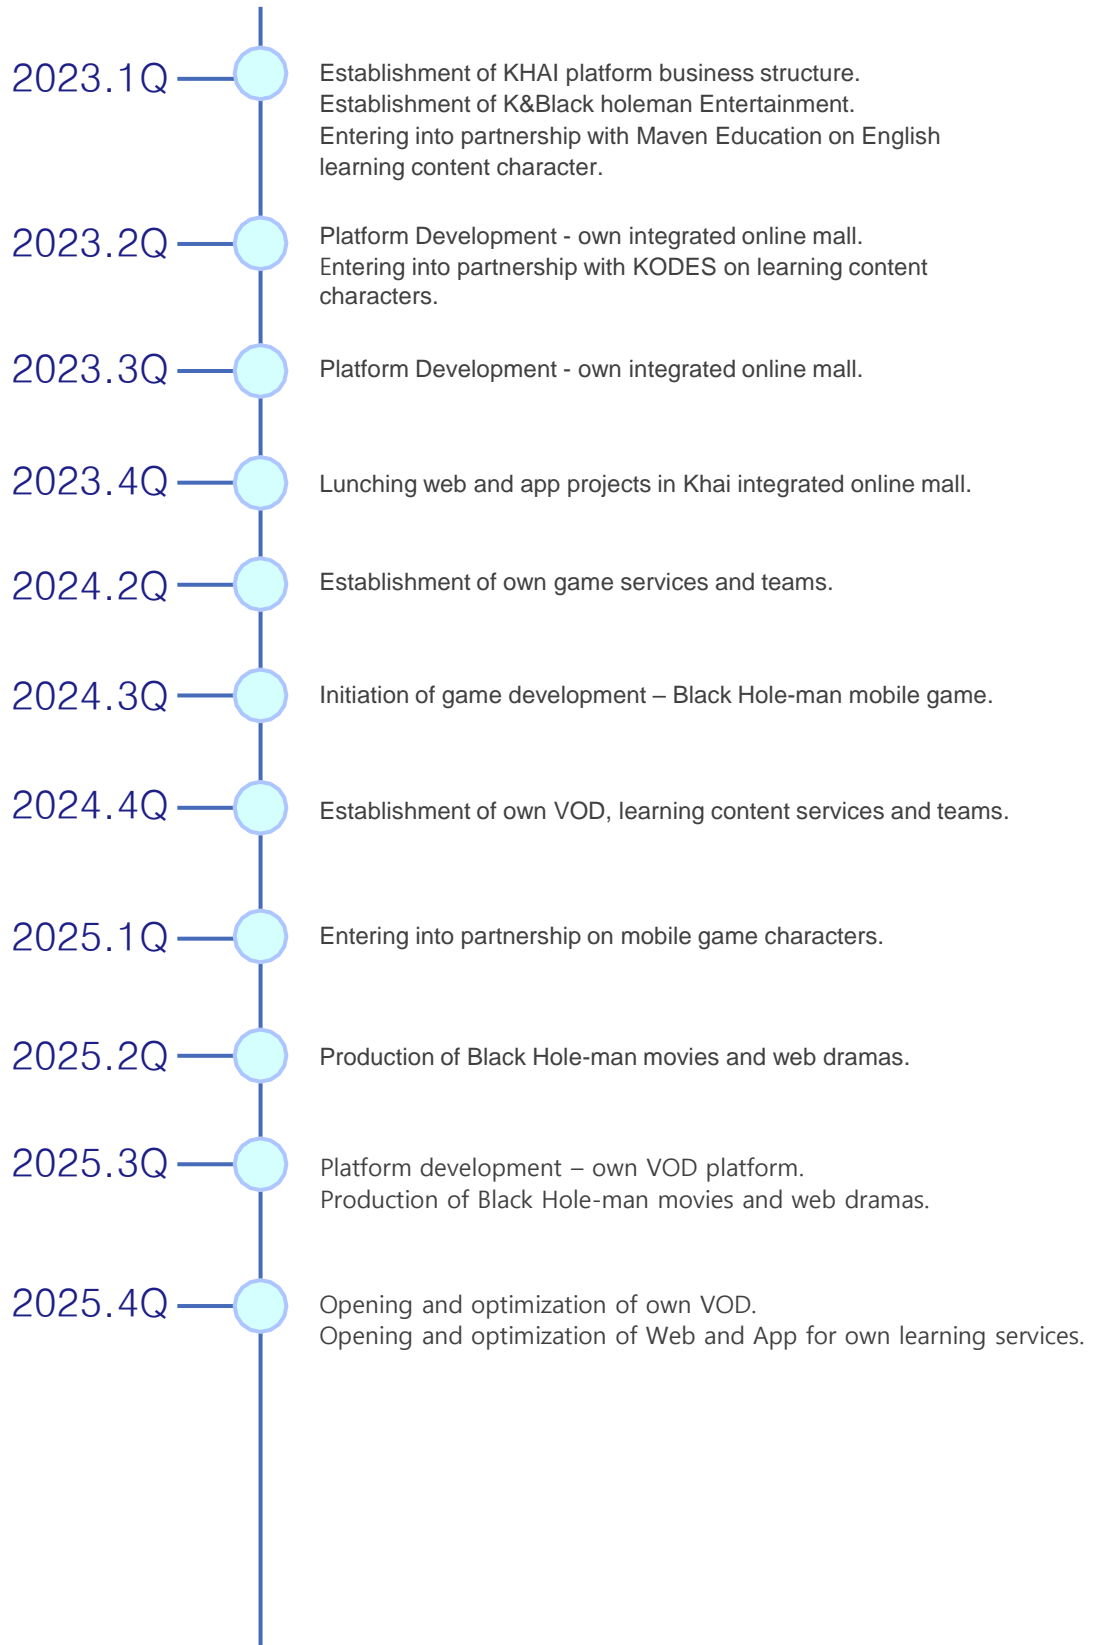 2023.1Q
Establishment of KHAI platform business structure.
Establishment of K&Black holeman Entertainment.
Entering into partnership with Maven Education on English
learning content character.
2023.2Q
Platform Development - own integrated online mall.
Entering into partnership with KODES on learning content
characters.
2023.3Q
Platform Development - own integrated online mall.
2023.4Q
Lunching web and app projects in Khai integrated online mall.
2024.2Q
Establishment of own game services and teams.
2024.3Q
Initiation of game development – Black Hole-man mobile game.
2024.4Q
Establishment of own VOD, learning content services and teams.
2025.1Q
Entering into partnership on mobile game characters.
2025.2Q
Production of Black Hole-man movies and web dramas.
2025.3Q
Platform development – own VOD platform.
Production of Black Hole-man movies and web dramas.
2025.4Q
Opening and optimization of own VOD.
Opening and optimization of Web and App for own learning services.